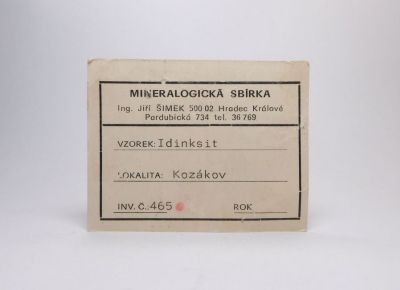 MINERALOGICKÁ SBÍRKA
Ing. Jiří ŠIMEK 500 02 Hradec Králové
Pardubická 734 tel. 36 769
VZOREK: Idinksit
LOKALITA: Kozákov
INV. Č.: 465 ROK